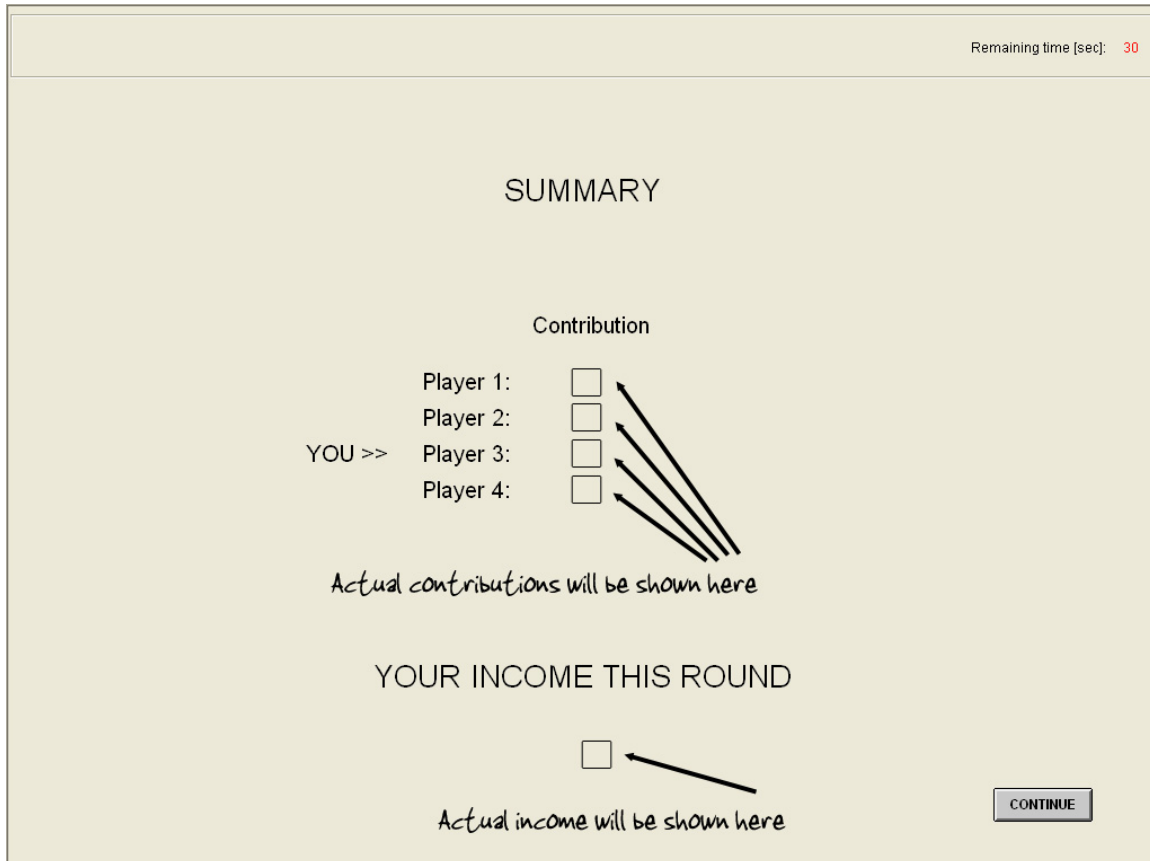 Remaining time [sec]: 30
SUMMARY
Contribution
Player 1:
Player 2:
YOU >> Player 3:
Player 4:
Actual contributions will be shown here
YOUR INCOME THIS ROUND
Actual income will be shown here
CONTINUE